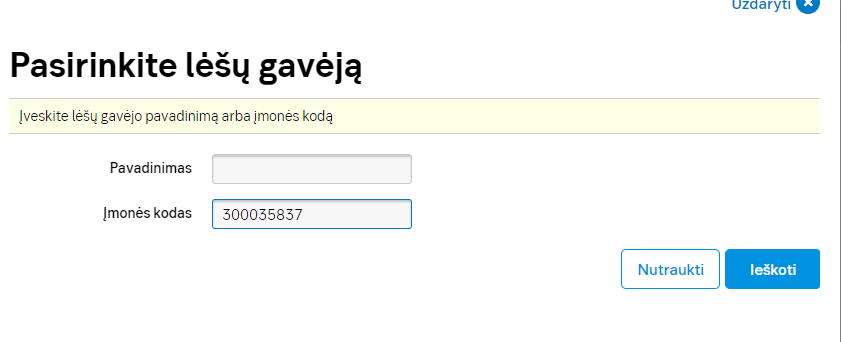 Uždaryti
Pasirinkite lėšų gavėją
Įveskite lėšų gavėjo pavadinimą arba įmonės kodą
Pavadinimas
Įmonės kodas 300035837
Nutraukti Ieškoti